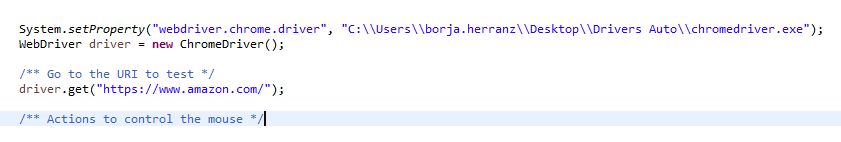 System.setProperty("webdriver.chrome.driver", "C:\\Users\\borja.herranz\\Desktop\\Drivers Auto\\chromedriver.exe");
WebDriver driver = new ChromeDriver();
/** Go to the URI to test */
driver.get("https://www.amazon.com/");
/** Actions to control the mouse */